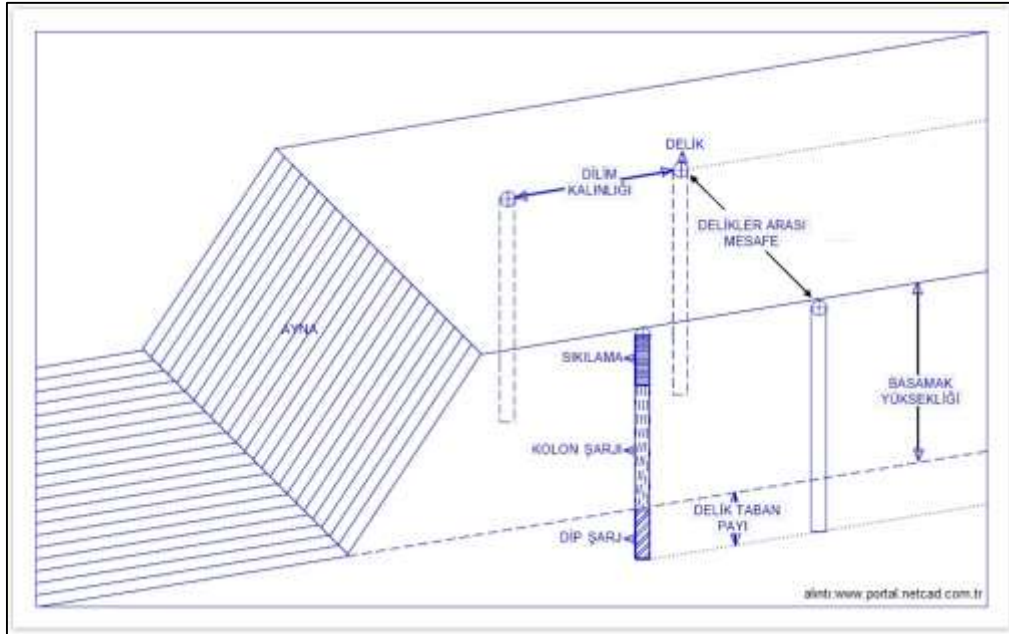 DELİK
DİLİM
KALINLIĞI
DELİKLER ARASI
MESAFE
AYNA
SIKILAMA
BASAMAK
YÜKSEKLİĞİ
KOLON ŞARJI
DELİK TABAN
PAYI
DİP ŞARJ
alıntı:www.portal.netcad.com.tr